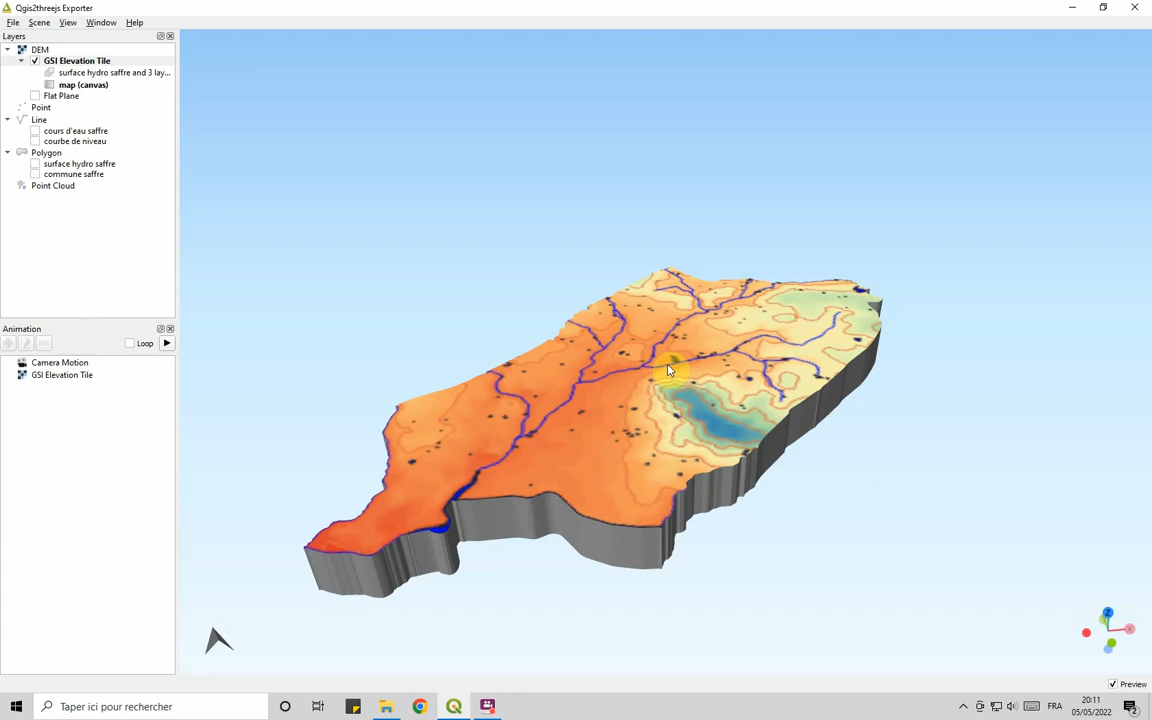 Qgis2threejs Exporter
File Scene View Window Help
Layers
DEM
GSI Elevation Tile
surface hydro saffre and 3 lay...
map (canvas)
Flat Plane
Point
Line
cours d'eau saffre
courbe de niveau
Polygon
surface hydro saffre
commune saffre
Point Cloud
Animation
Loop
Camera Motion
GSI Elevation Tile
Z
X
Preview
Taper ici pour rechercher
FRA
20:11
05/05/2022
2